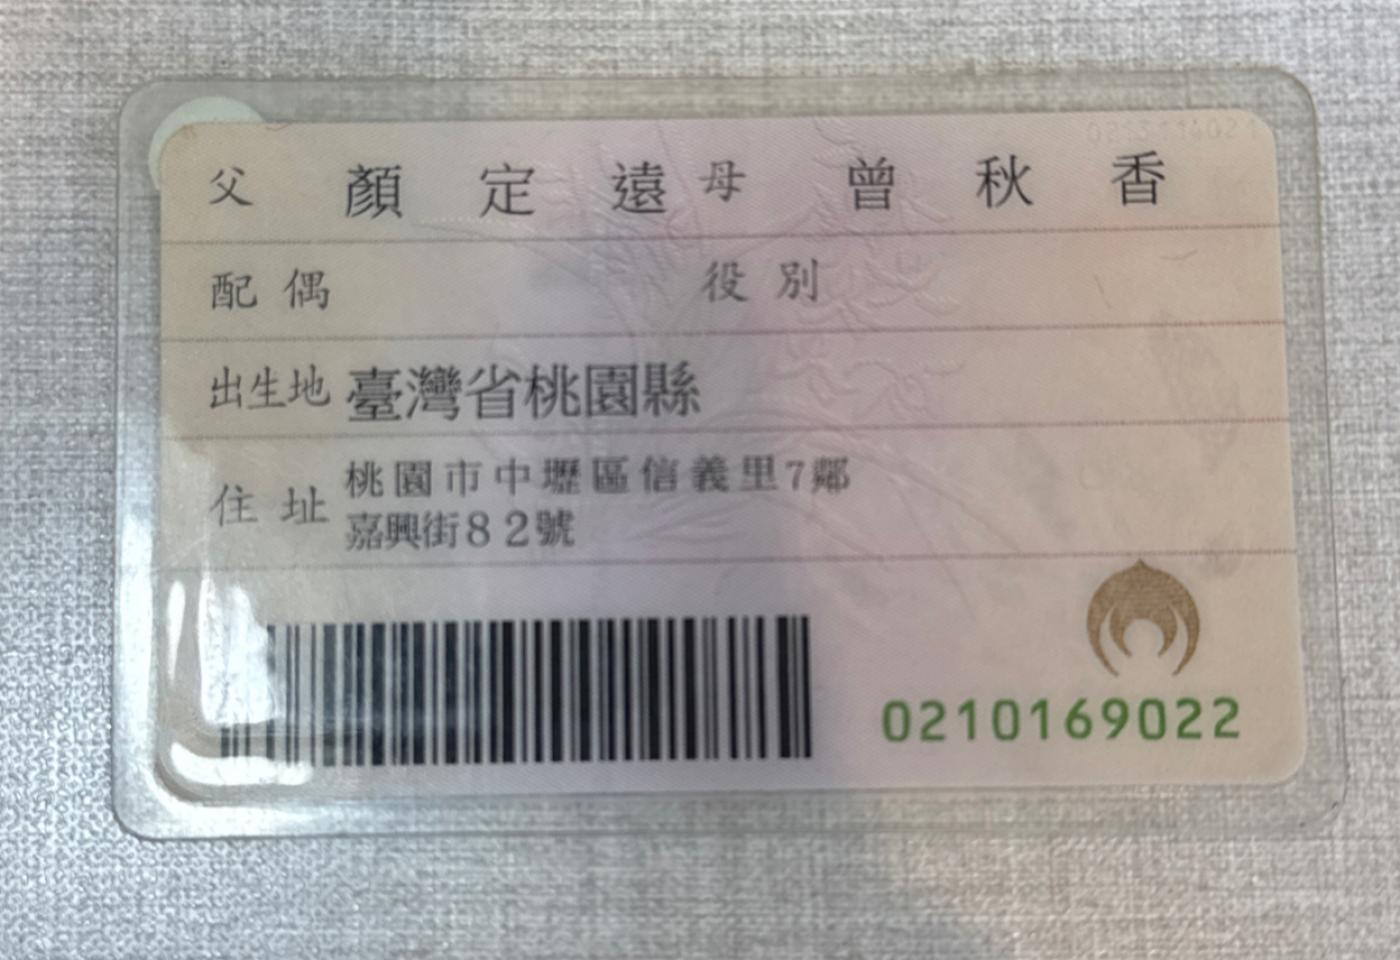 父 顏定遠 母 曾秋香
配偶 役別
出生地 臺灣省桃園縣
住址 桃園市中壢區信義里7鄰
嘉興街82號
0210169022